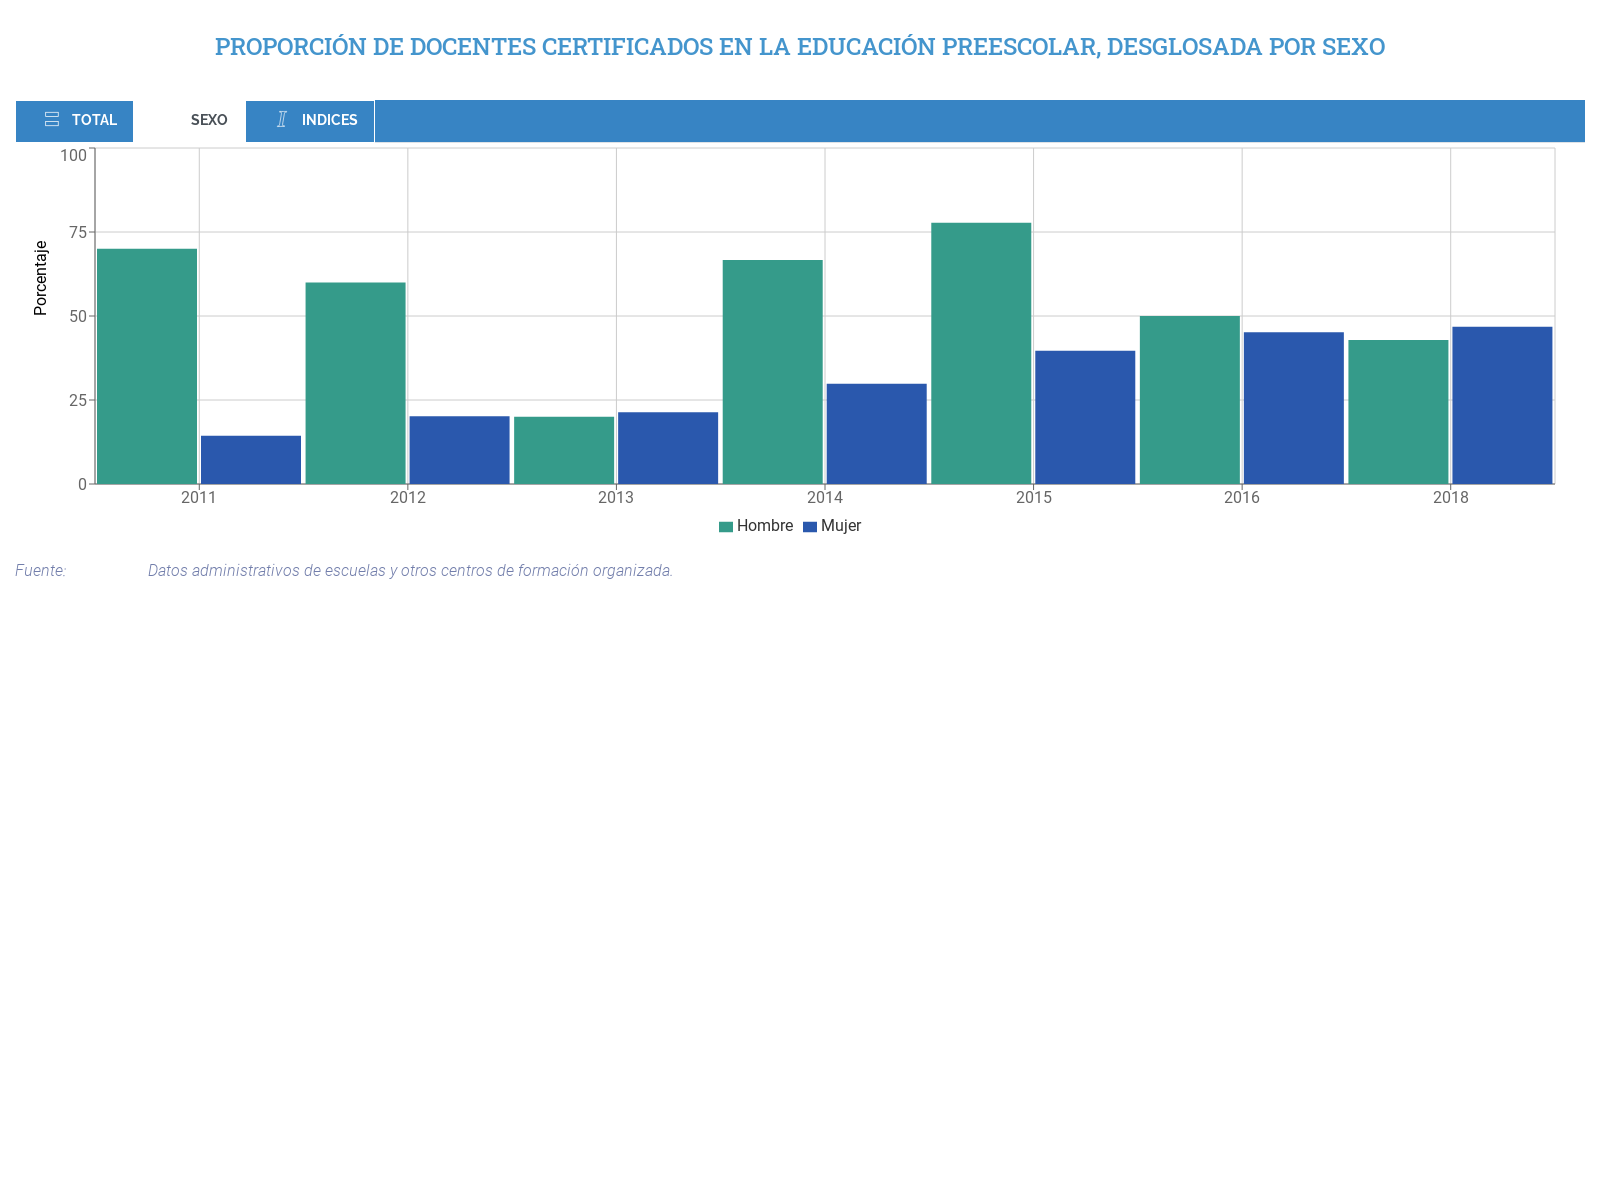 PROPORCIÓN DE DOCENTES CERTIFICADOS EN LA EDUCACIÓN PREESCOLAR, DESGLOSADA POR SEXO
TOTAL SEXO INDICES
100
75
50
25
0
Porcentaje
2011 2012 2013 2014 2015 2016 2018
Hombre Mujer
Fuente: Datos administrativos de escuelas y otros centros de formación organizada.